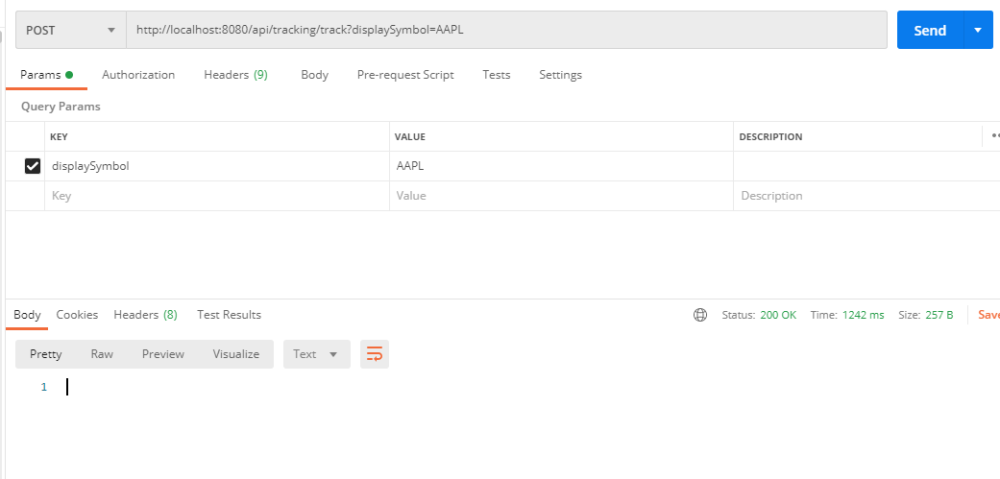 POST http://localhost:8080/api/tracking/track?displaySymbol=AAPL Send
Params Authorization Headers (9) Body Pre-request Script Tests Settings
Query Params
KEY VALUE DESCRIPTION
displaySymbol AAPL
Key Value Description
Body Cookies Headers (8) Test Results Status: 200 OK Time: 1242 ms Size: 257 B Save
Pretty Raw Preview Visualize Text
1